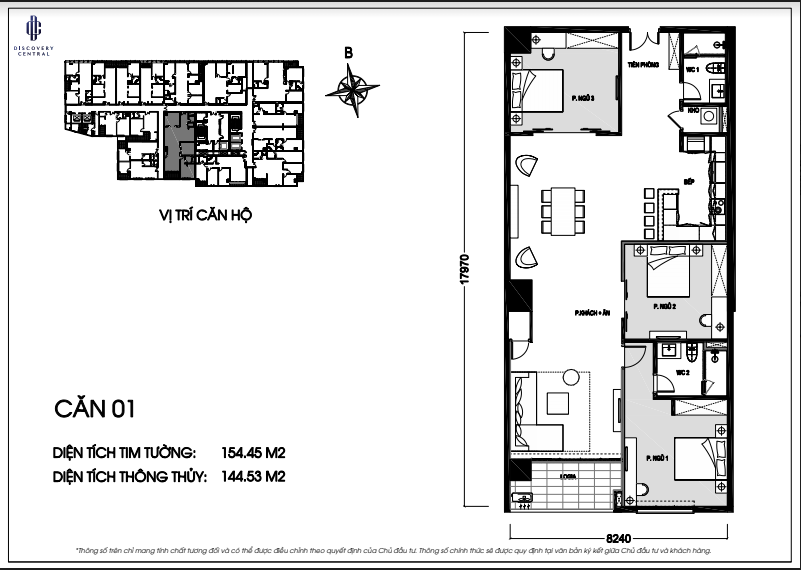 DISCOVERY
CENTRAL
B
VỊ TRÍ CĂN HỘ
CĂN 01
DIỆN TÍCH TIM TƯỜNG: 154.45 M2
DIỆN TÍCH THÔNG THỦY: 144.53 M2
TIỀN PHÒNG
WC 1
P. NGỦ 3
KHO
BẾP
17970
P. NGỦ 2
P.KHÁCH + ĂN
WC 2
P. NGỦ 1
LOGIA
8240
*Thông số trên chỉ mang tính chất tương đối và có thể được điều chỉnh theo quyết định của Chủ đầu tư. Thông số chính thức sẽ được quy định tại văn bản ký kết giữa Chủ đầu tư và khách hàng.